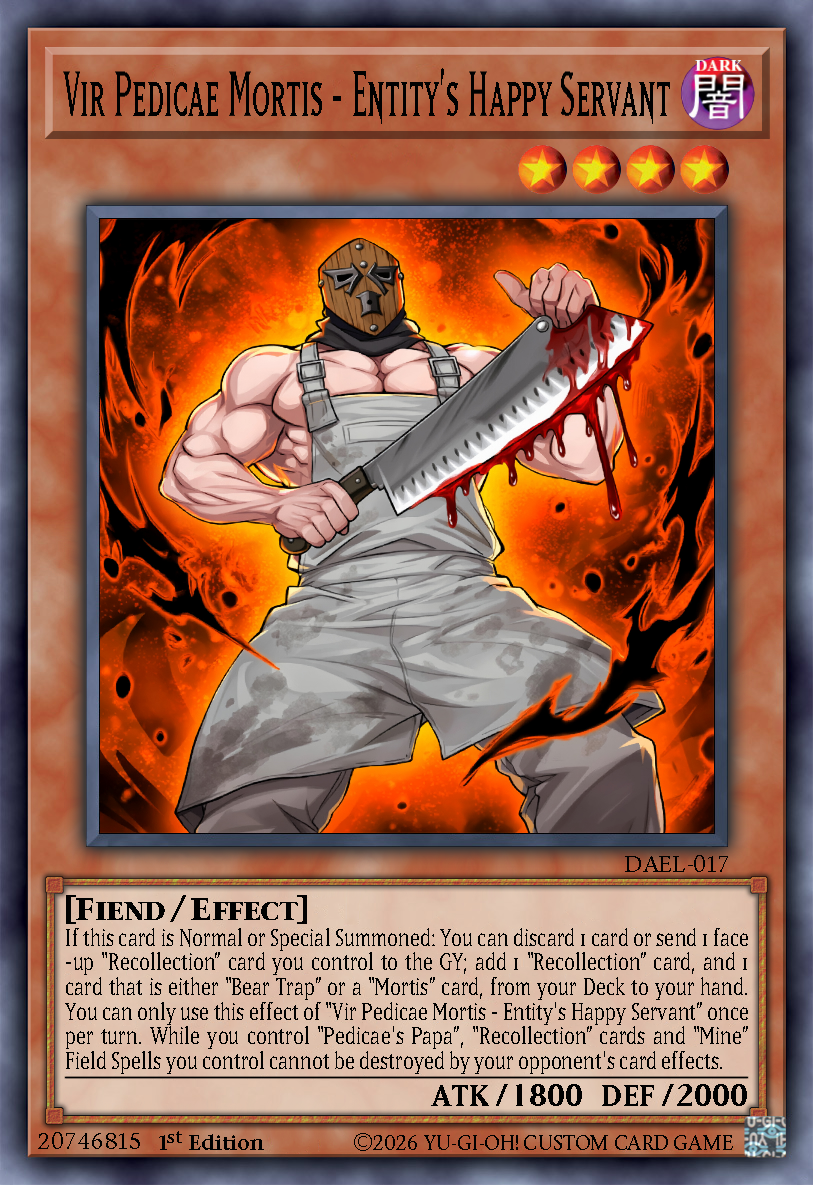 Vir Pedicae Mortis - Entity's Happy Servant
DARK
闇
DAEL-017
[Fiend / Effect]
If this card is Normal or Special Summoned: You can discard 1 card or send 1 face
-up "Recollection" card you control to the GY; add 1 "Recollection" card, and 1
card that is either "Bear Trap" or a "Mortis" card, from your Deck to your hand.
You can only use this effect of "Vir Pedicae Mortis - Entity's Happy Servant" once
per turn. While you control "Pedicae's Papa", "Recollection" cards and "Mine"
Field Spells you control cannot be destroyed by your opponent's card effects.
ATK / 1800 DEF / 2000
20746815 1st Edition ©2026 YU-GI-OH! CUSTOM CARD GAME